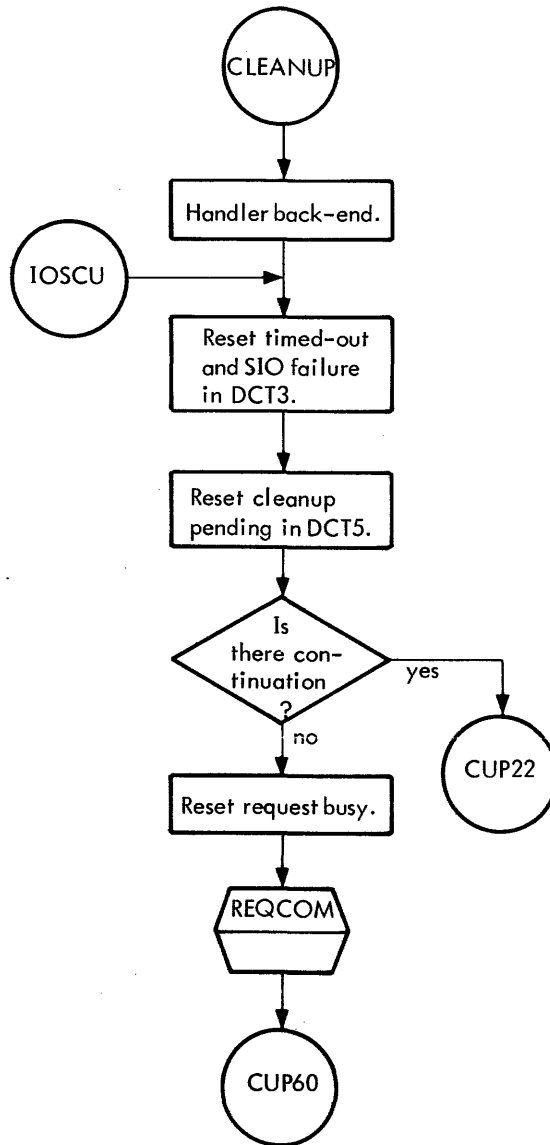 CLEANUP
Handler back-end.
IOSCU
Reset timed-out
and SIO failure
in DCT3.
Reset cleanup
pending in DCT5.
Is
there con-
tinuation
?
yes
no
CUP22
Reset request busy.
REQCOM
CUP60